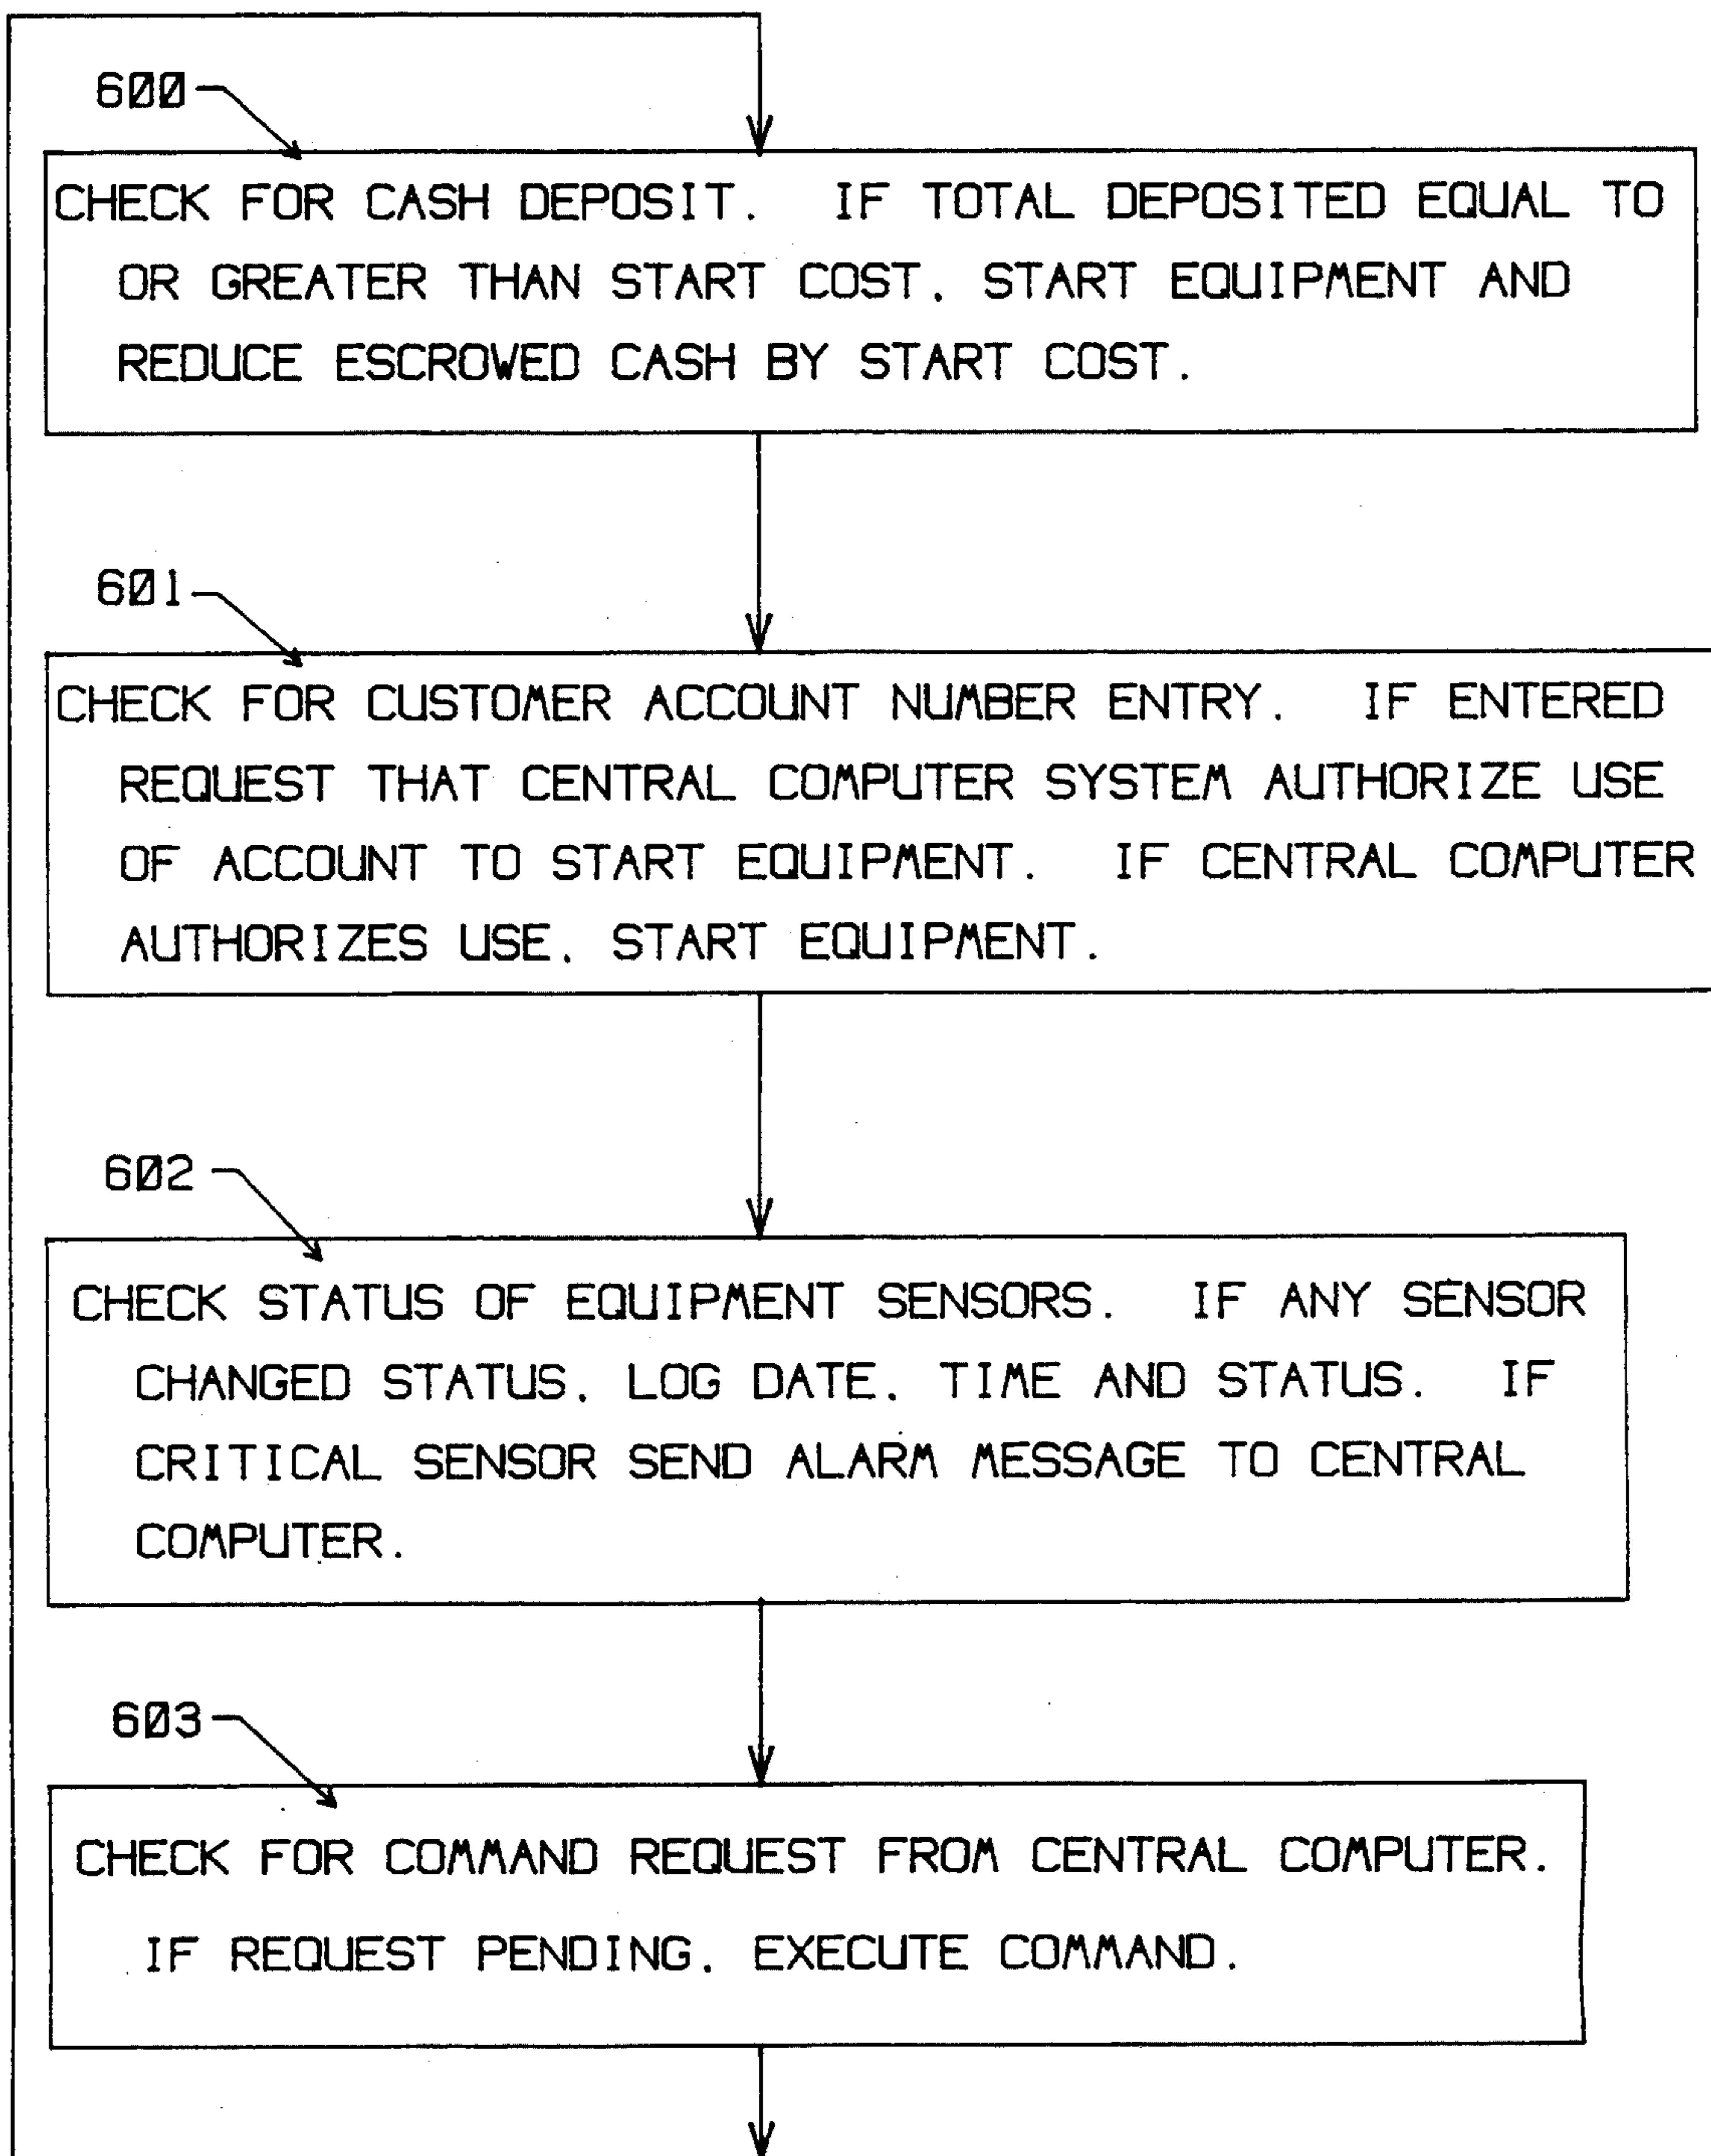 600
CHECK FOR CASH DEPOSIT. IF TOTAL DEPOSITED EQUAL TO
OR GREATER THAN START COST. START EQUIPMENT AND
REDUCE ESCROWED CASH BY START COST.
601
CHECK FOR CUSTOMER ACCOUNT NUMBER ENTRY. IF ENTERED
REQUEST THAT CENTRAL COMPUTER SYSTEM AUTHORIZE USE
OF ACCOUNT TO START EQUIPMENT. IF CENTRAL COMPUTER
AUTHORIZES USE. START EQUIPMENT.
602
CHECK STATUS OF EQUIPMENT SENSORS. IF ANY SENSOR
CHANGED STATUS. LOG DATE. TIME AND STATUS. IF
CRITICAL SENSOR SEND ALARM MESSAGE TO CENTRAL
COMPUTER.
603
CHECK FOR COMMAND REQUEST FROM CENTRAL COMPUTER.
IF REQUEST PENDING. EXECUTE COMMAND.